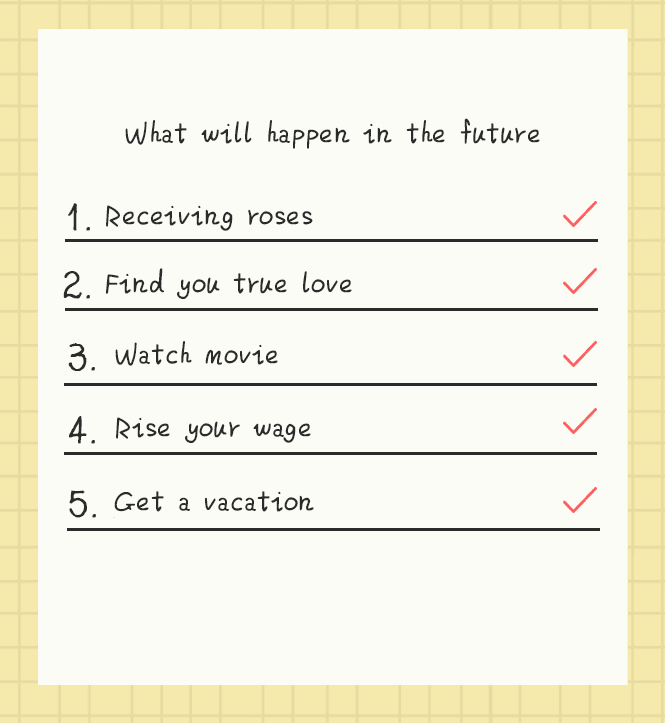 What will happen in the future
1. Receiving roses
2. Find you true love
3. Watch movie
4. Rise your wage
5. Get a vacation